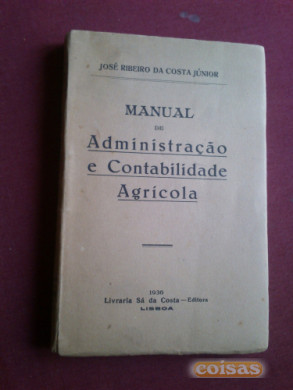 JOSÉ RIBEIRO DA COSTA JÚNIOR
MANUAL
DE
Administração
e Contabilidade
Agrícola
1930
Livraria Sá da Costa—Editora
LISBOA
coisas